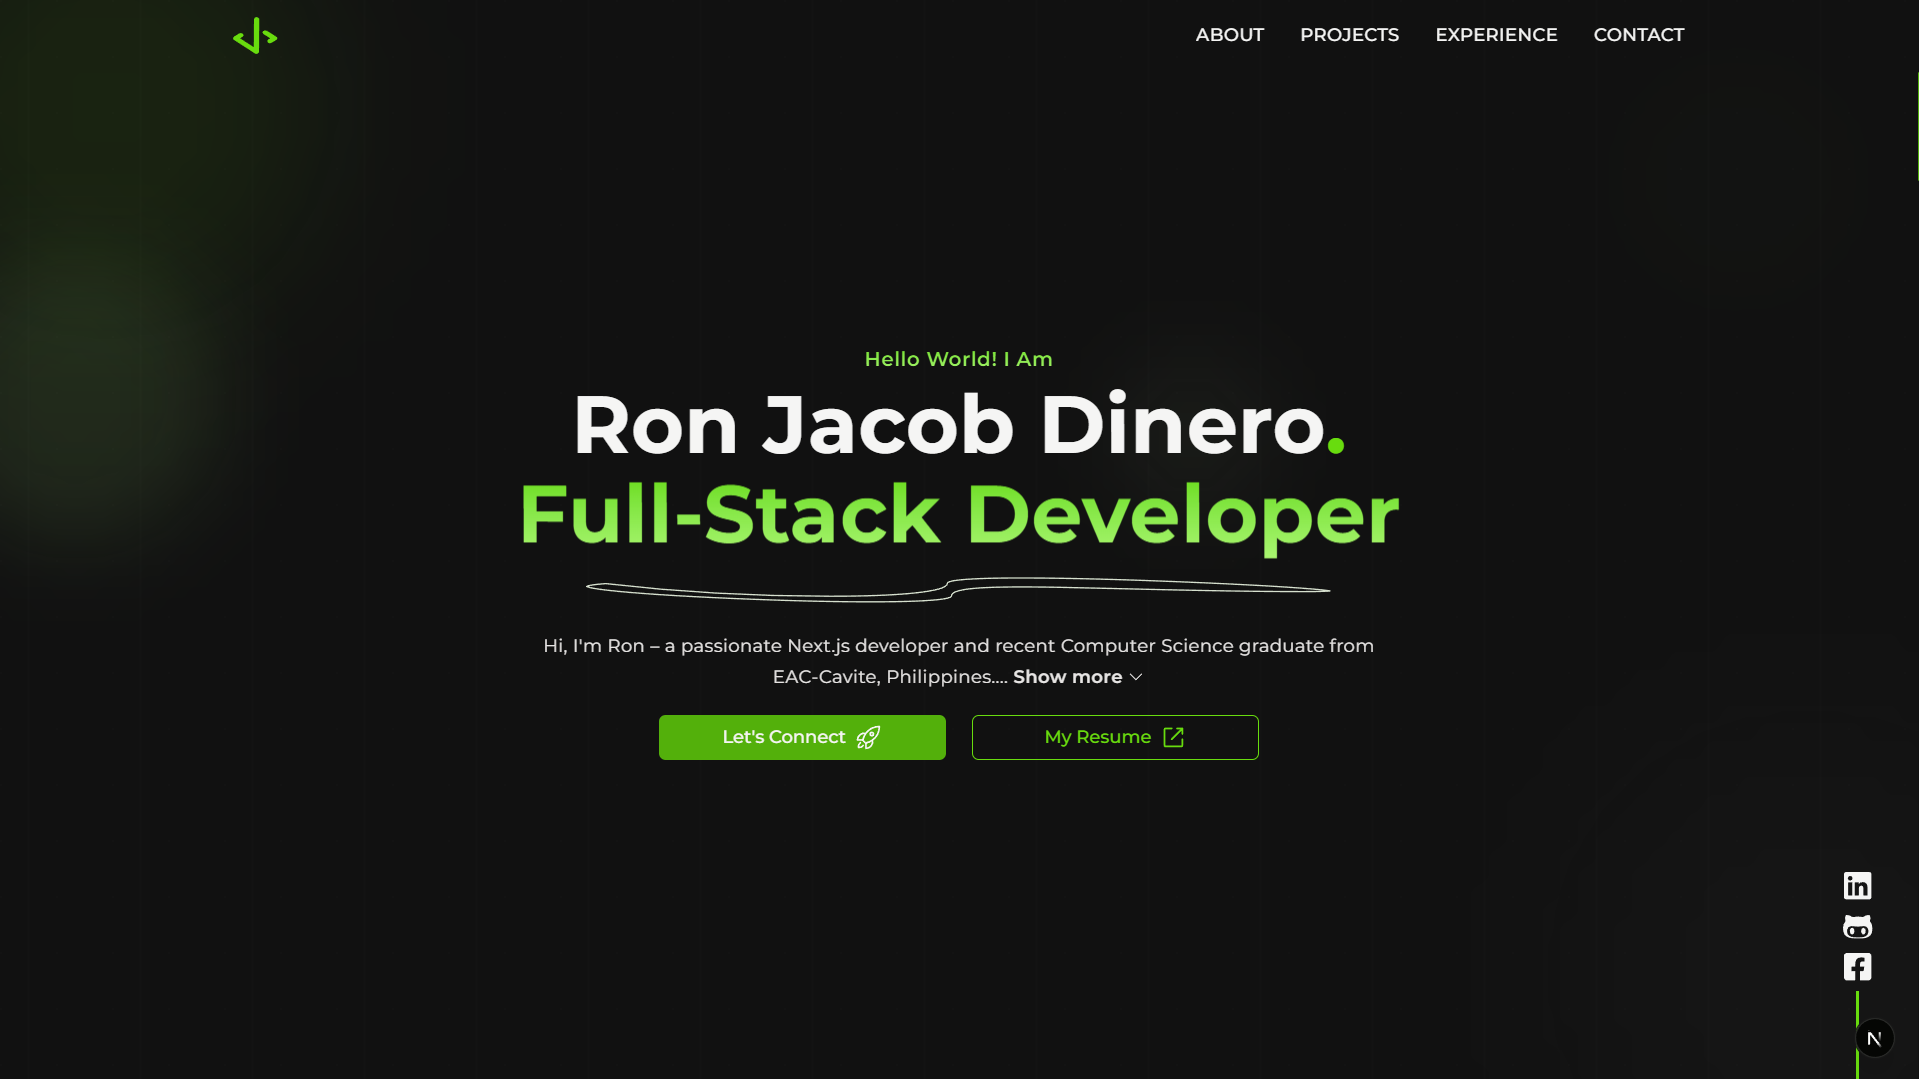 ABOUT PROJECTS EXPERIENCE CONTACT
Hello World! I Am
Ron Jacob Dinero.
Full-Stack Developer
Hi, I'm Ron – a passionate Next.js developer and recent Computer Science graduate from
EAC-Cavite, Philippines.... Show more
Let's Connect
My Resume
in
N